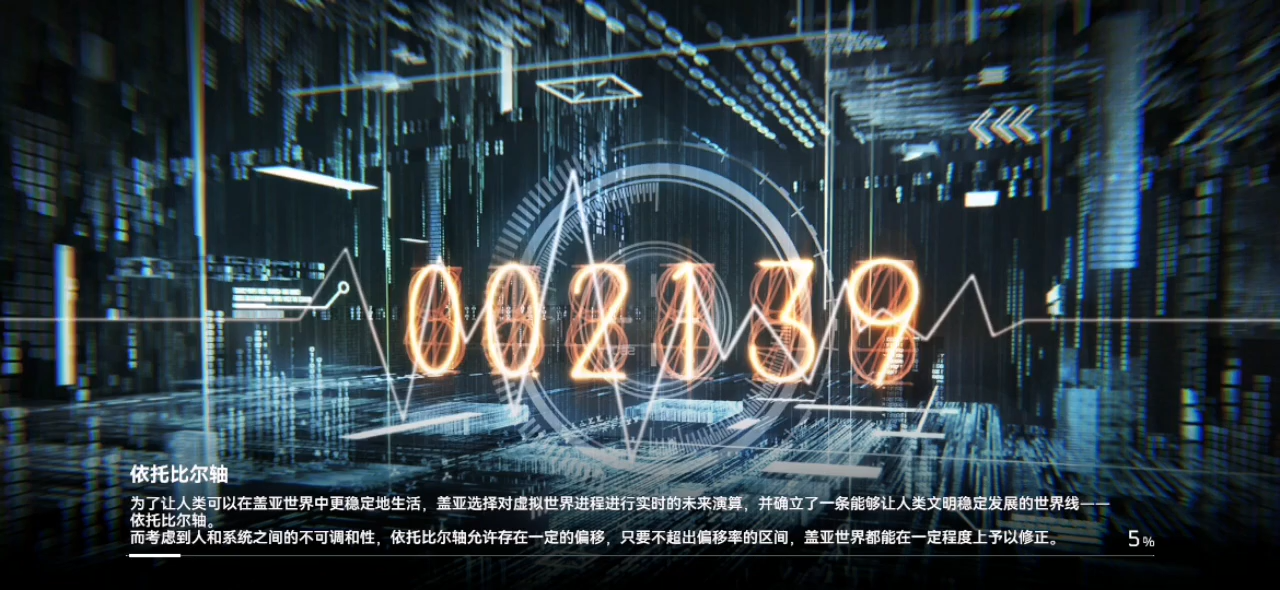 002139
依托比尔轴
为了让人类可以在盖亚世界中更稳定地生活，盖亚选择对虚拟世界进程进行实时的未来演算，并确立了一条能够让人类文明稳定发展的世界线——
依托比尔轴。
而考虑到人和系统之间的不可调和性，依托比尔轴允许存在一定的偏移，只要不超出偏移率的区间，盖亚世界都能在一定程度上予以修正。
5%